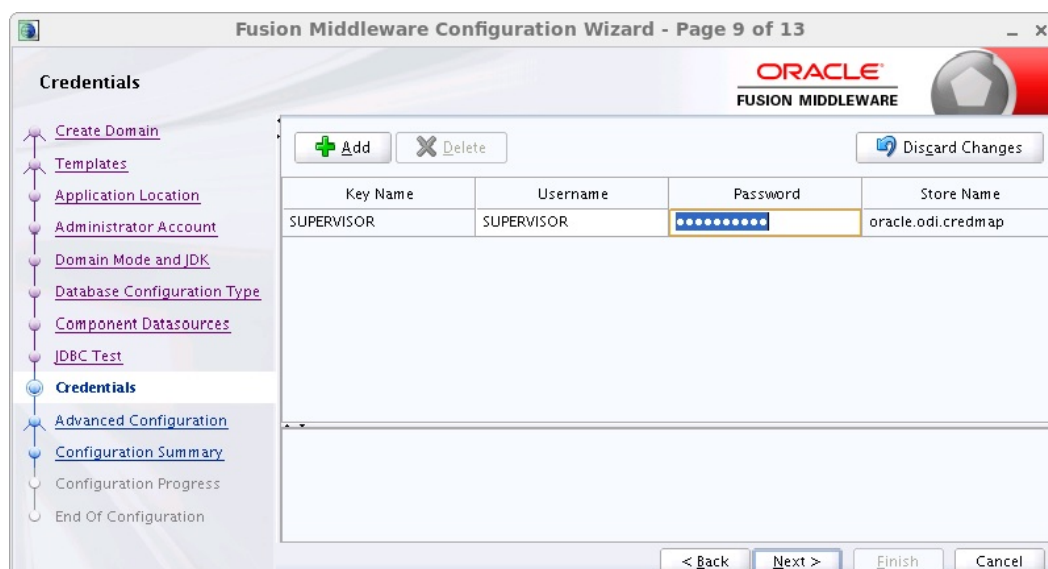 Fusion Middleware Configuration Wizard - Page 9 of 13
Credentials
ORACLE
FUSION MIDDLEWARE
Create Domain
Templates
Application Location
Administrator Account
Domain Mode and JDK
Database Configuration Type
Component Datasources
JDBC Test
Credentials
Advanced Configuration
Configuration Summary
Configuration Progress
End Of Configuration
Add Delete Discard Changes
Key Name Username Password Store Name
SUPERVISOR SUPERVISOR ●●●●●●●●●● oracle.odi.credmap
< Back Next > Finish Cancel